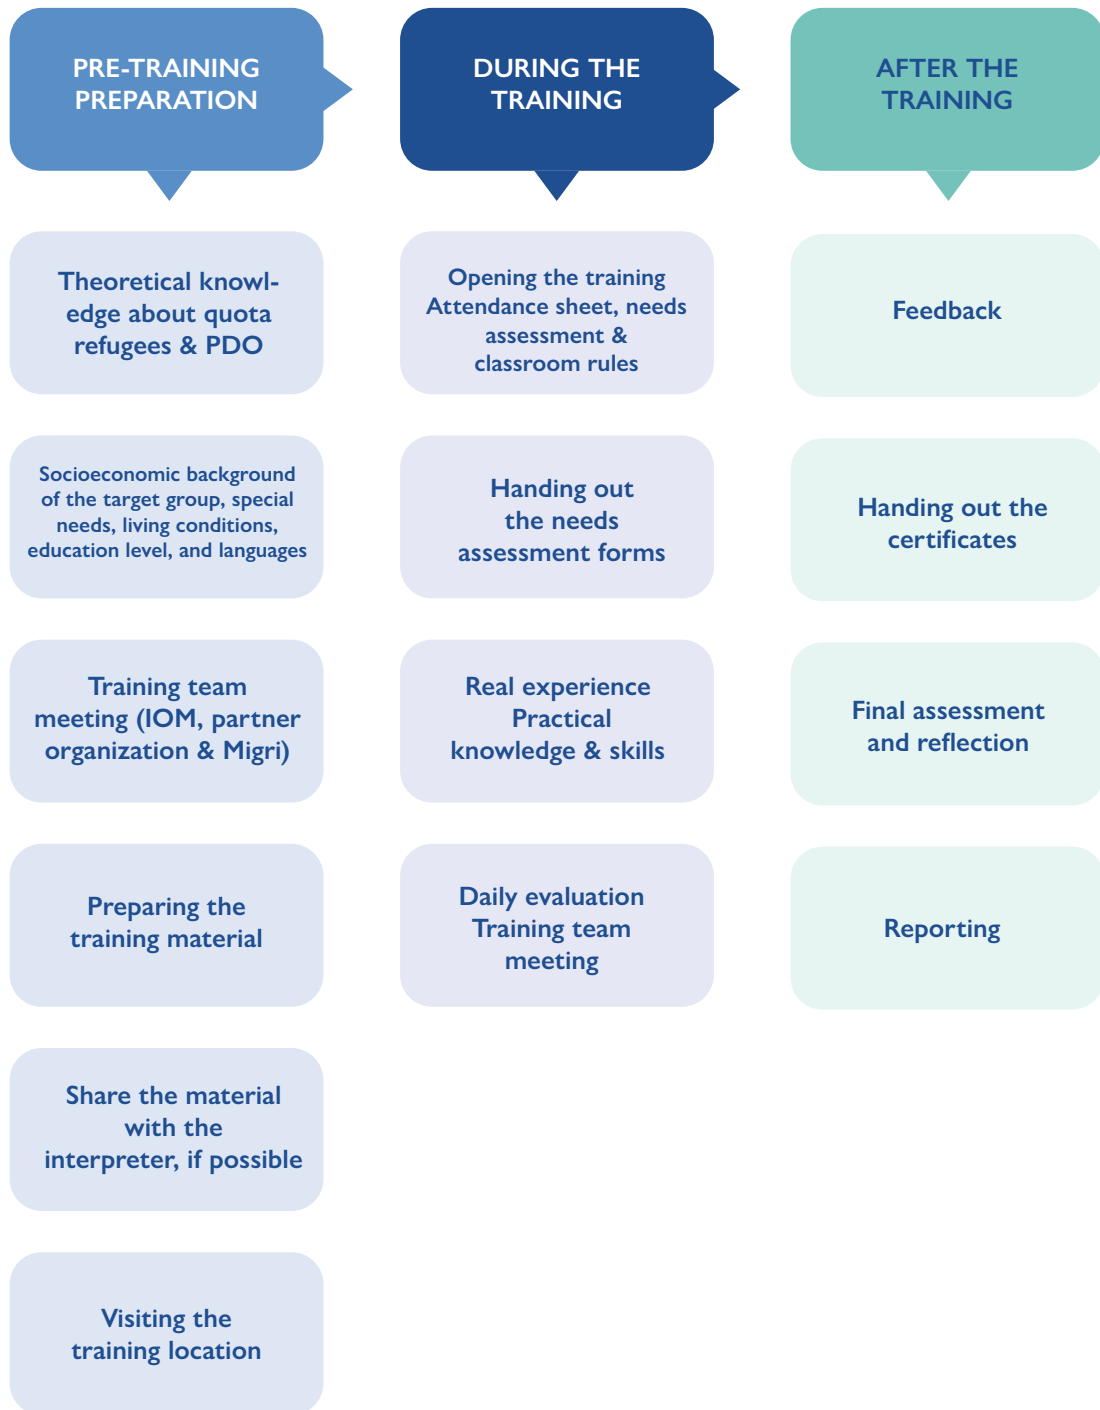 PRE-TRAINING
PREPARATION
Theoretical knowl-
edge about quota
refugees & PDO
Socioeconomic background
of the target group, special
needs, living conditions,
education level, and languages
Training team
meeting (IOM, partner
organization & Migri)
Preparing the
training material
Share the material
with the
interpreter, if possible
Visiting the
training location
DURING THE
TRAINING
Opening the training
Attendance sheet, needs
assessment &
classroom rules
Handing out
the needs
assessment forms
Real experience
Practical
knowledge & skills
Daily evaluation
Training team
meeting
AFTER THE
TRAINING
Feedback
Handing out the
certificates
Final assessment
and reflection
Reporting